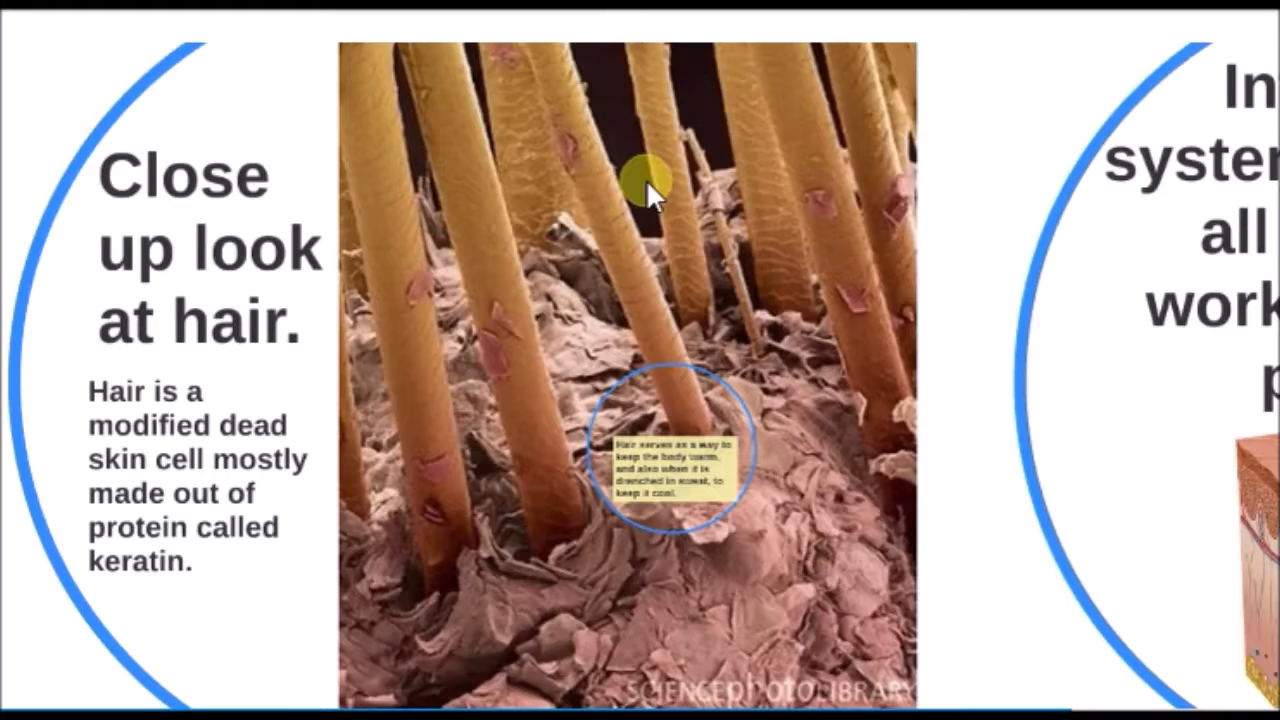 Close
up look
at hair.
Hair is a
modified dead
skin cell mostly
made out of
protein called
keratin.
Hair serves as a way to
keep the body warm,
and also when it is
drenched in sweat, to
keep it cool.
SCIENCEPHOTOLIBRARY
In
system
all
work
p